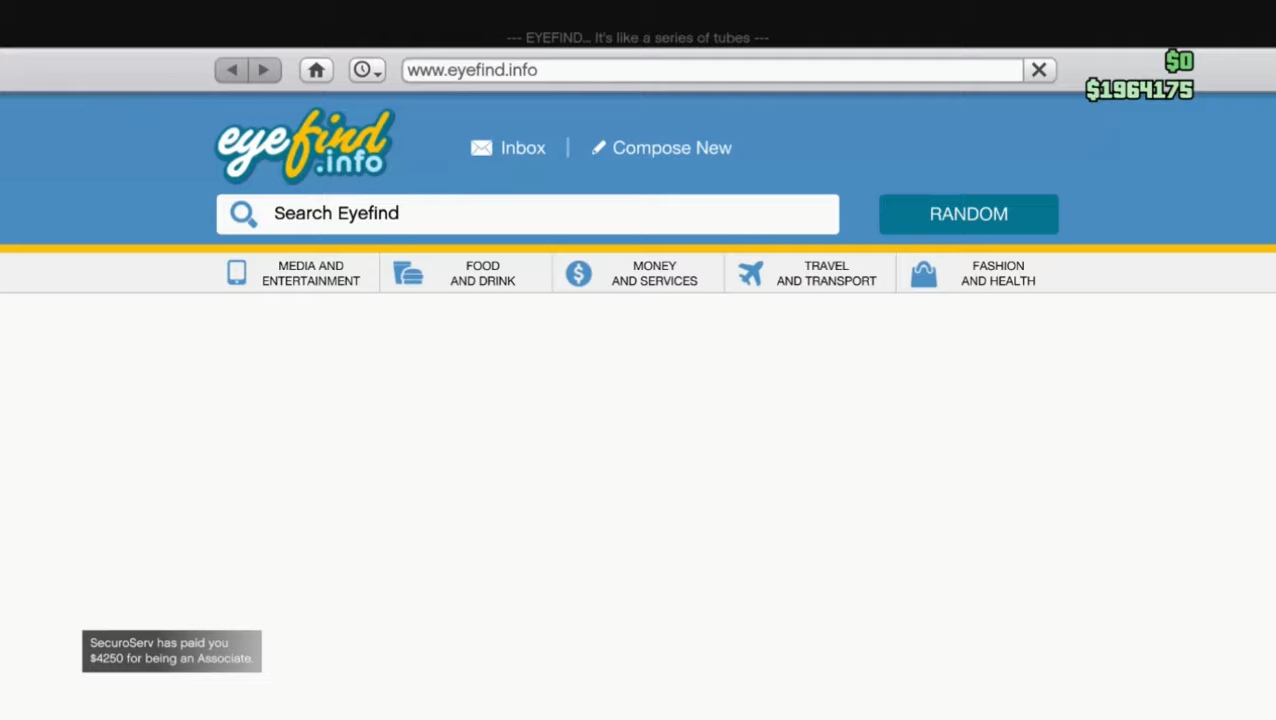 --- EYEFIND... It's like a series of tubes ---
www.eyefind.info
$0
$1964175
eyefind
.info
Inbox
Compose New
Search Eyefind
RANDOM
MEDIA AND
ENTERTAINMENT
FOOD
AND DRINK
MONEY
AND SERVICES
TRAVEL
AND TRANSPORT
FASHION
AND HEALTH
SecuroServ has paid you
$4250 for being an Associate.